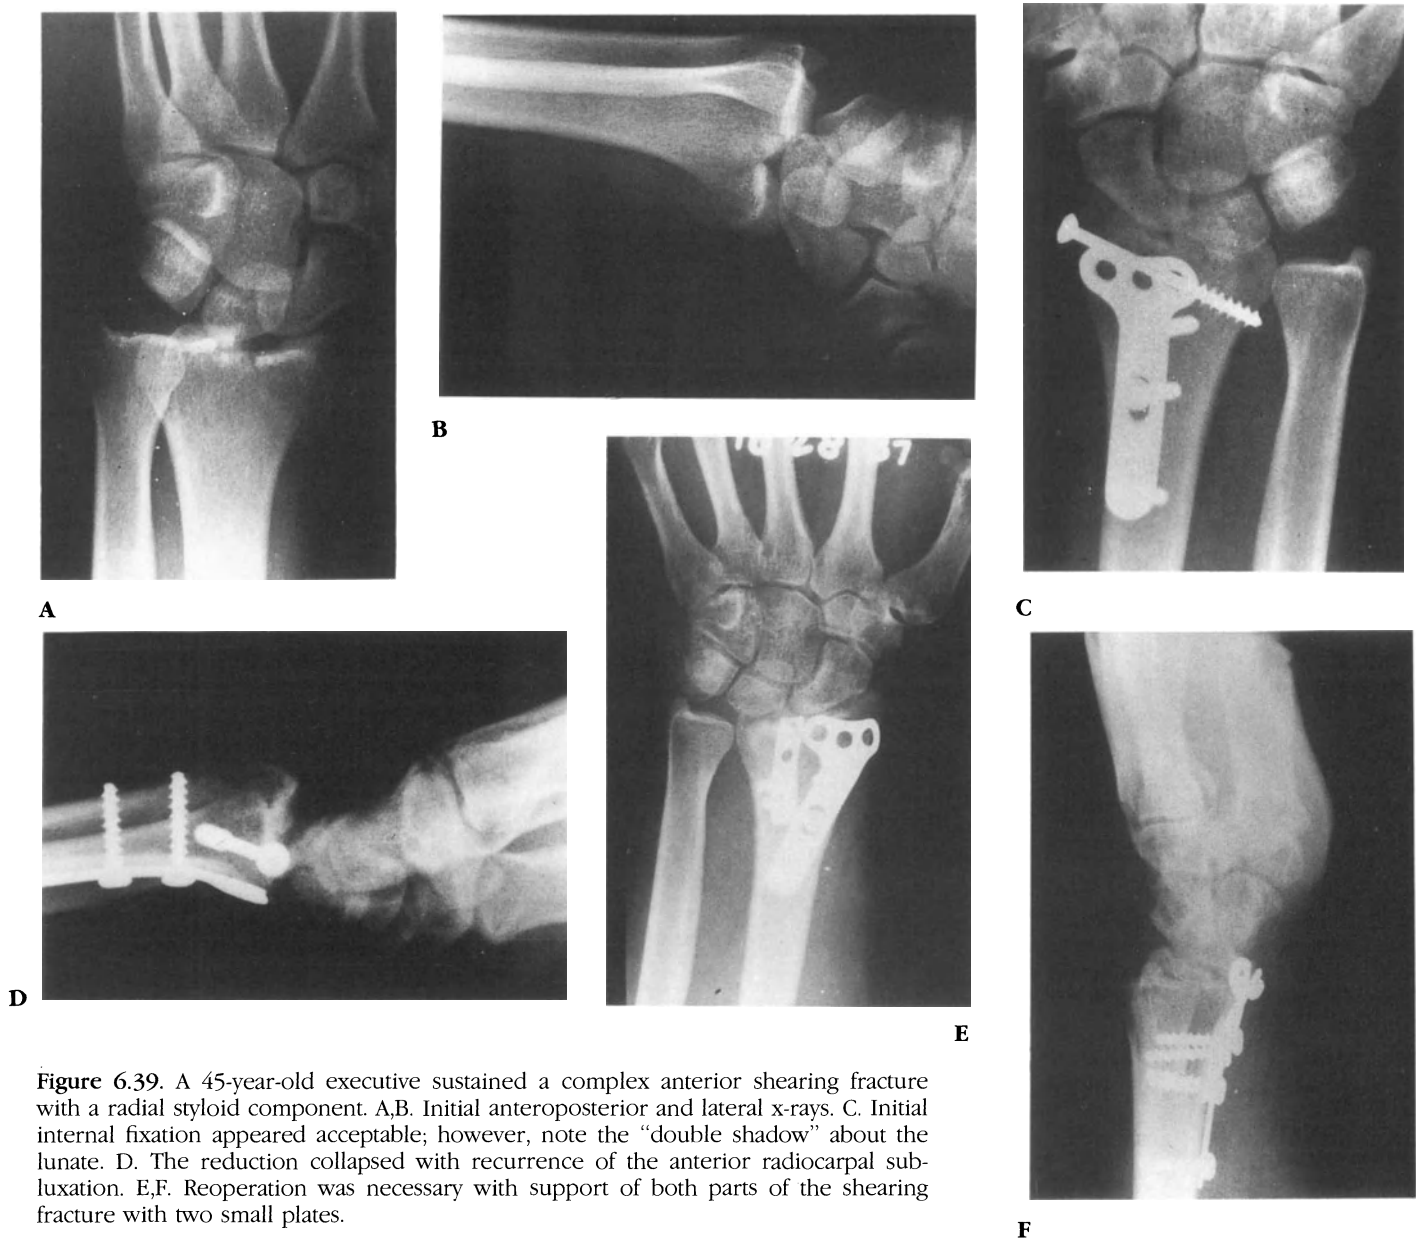 A
B
C
D
E
F
Figure 6.39. A 45-year-old executive sustained a complex anterior shearing fracture
with a radial styloid component. A,B. Initial anteroposterior and lateral x-rays. C. Initial
internal fixation appeared acceptable; however, note the “double shadow” about the
lunate. D. The reduction collapsed with recurrence of the anterior radiocarpal sub-
luxation. E,F. Reoperation was necessary with support of both parts of the shearing
fracture with two small plates.